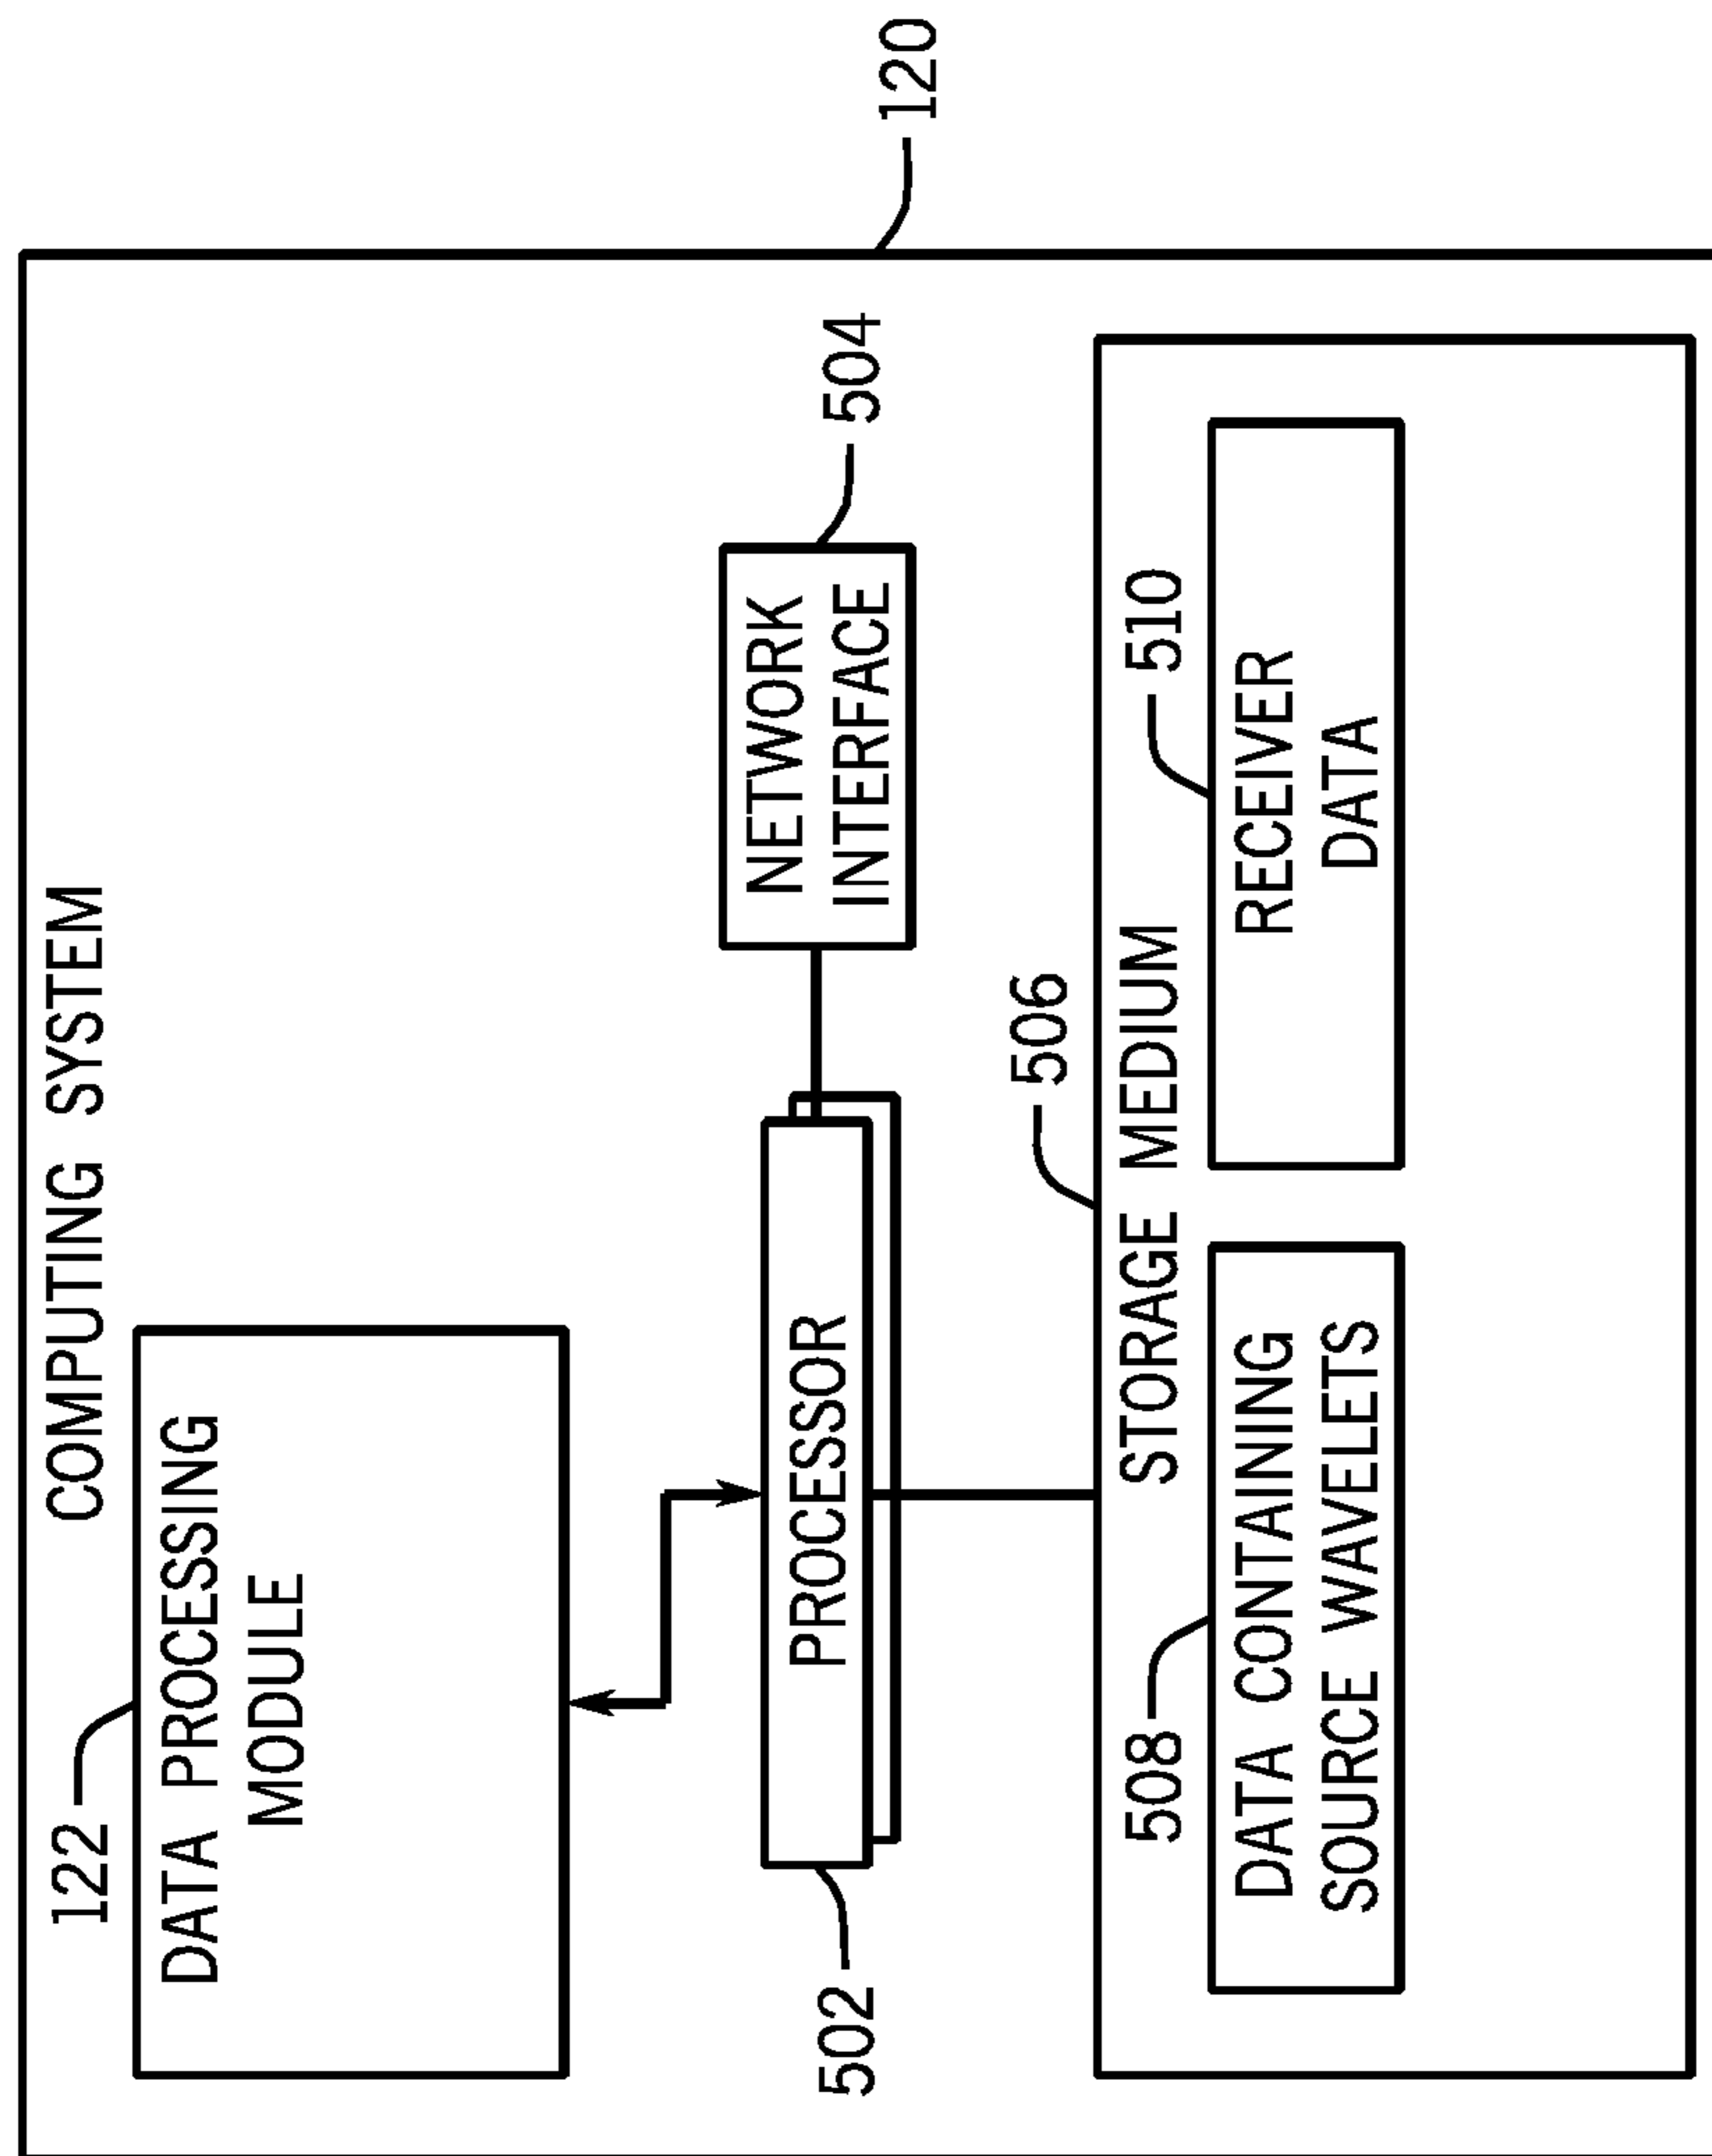 COMPUTING SYSTEM
122
DATA PROCESSING
MODULE
502
PROCESSOR
NETWORK
INTERFACE
504
120
506
STORAGE MEDIUM
508
DATA CONTAINING
SOURCE WAVELETS
510
RECEIVER
DATA